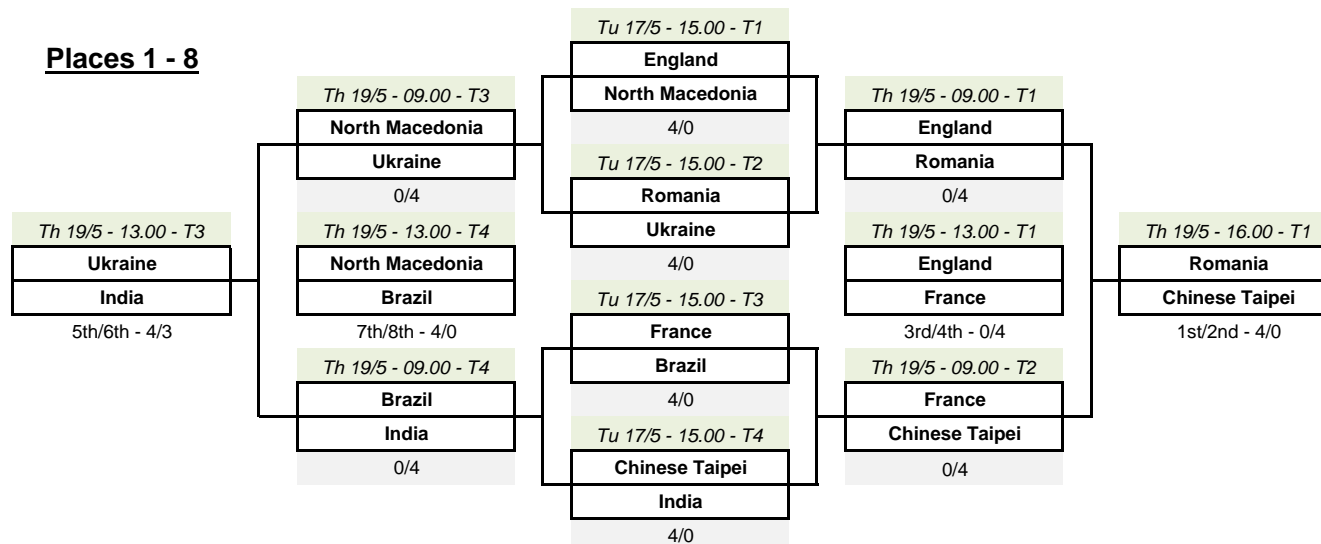 Places 1 - 8
Tu 17/5 - 15.00 - T1
England
North Macedonia
4/0
Th 19/5 - 09.00 - T3
North Macedonia
Ukraine
0/4
Th 19/5 - 09.00 - T1
England
Romania
0/4
Tu 17/5 - 15.00 - T2
Romania
Ukraine
4/0
Th 19/5 - 13.00 - T3
Ukraine
India
5th/6th - 4/3
Th 19/5 - 13.00 - T4
North Macedonia
Brazil
7th/8th - 4/0
Th 19/5 - 13.00 - T1
England
France
3rd/4th - 0/4
Th 19/5 - 16.00 - T1
Romania
Chinese Taipei
1st/2nd - 4/0
Tu 17/5 - 15.00 - T3
France
Brazil
4/0
Th 19/5 - 09.00 - T4
Brazil
India
0/4
Th 19/5 - 09.00 - T2
France
Chinese Taipei
0/4
Tu 17/5 - 15.00 - T4
Chinese Taipei
India
4/0